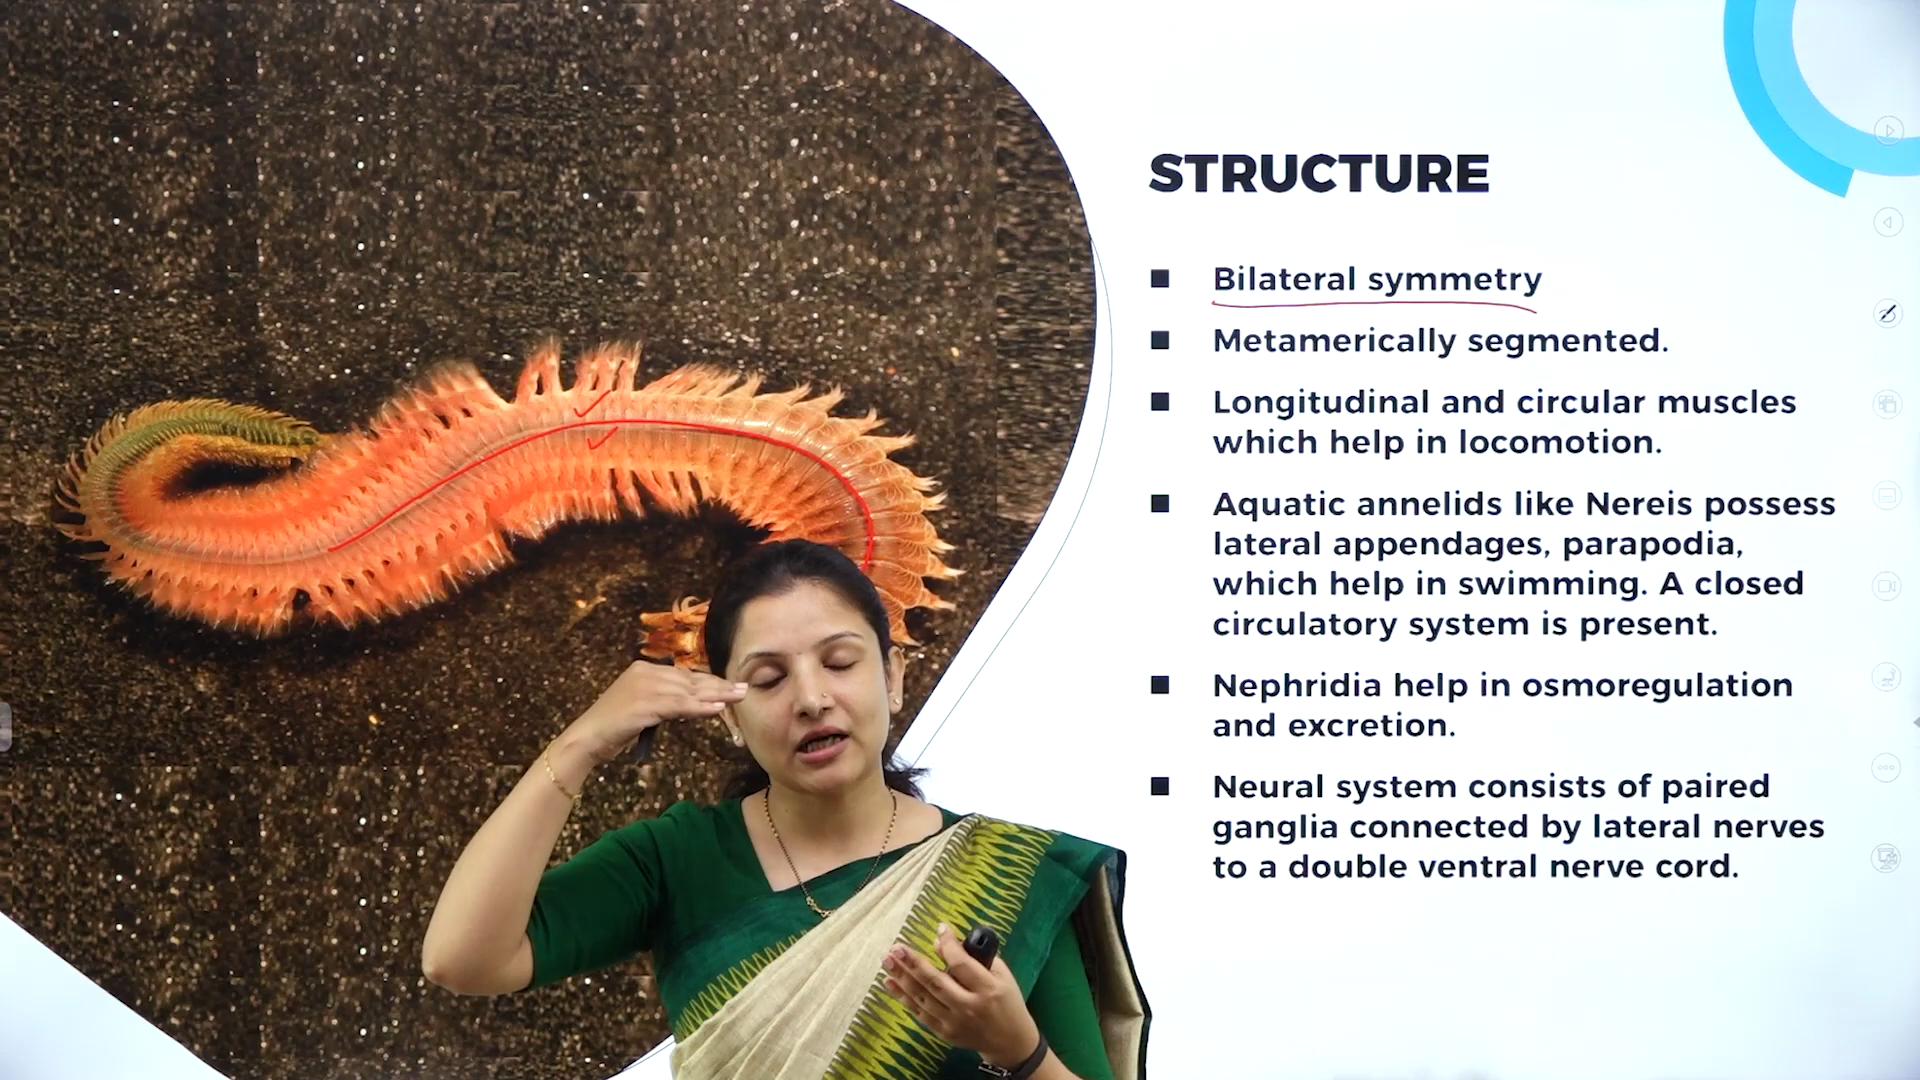 STRUCTURE
Bilateral symmetry
Metamerically segmented.
Longitudinal and circular muscles
which help in locomotion.
Aquatic annelids like Nereis possess
lateral appendages, parapodia,
which help in swimming. A closed
circulatory system is present.
Nephridia help in osmoregulation
and excretion.
Neural system consists of paired
ganglia connected by lateral nerves
to a double ventral nerve cord.